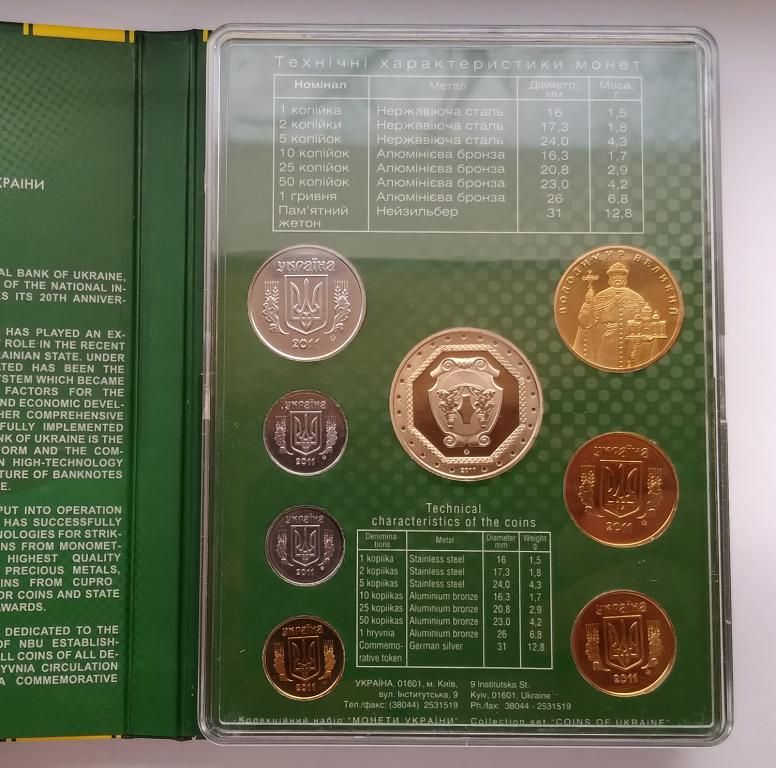 КРАЇНИ
AL BANK OF UKRAINE,
OF THE NATIONAL IN-
ES ITS 20TH ANNIVER-
HAS PLAYED AN EX-
ROLE IN THE RECENT
RAINIAN STATE. UNDER
ATED HAS BEEN THE
STEM WHICH BECAME
FACTORS FOR THE
ND ECONOMIC DEVEL-
HER COMPREHENSIVE
FULLY IMPLEMENTED
NK OF UKRAINE IS THE
ORM AND THE COM-
N HIGH-TECHNOLOGY
TURE OF BANKNOTES
E.
PUT INTO OPERATION
HAS SUCCESSFULLY
NOLOGIES FOR STRIK-
NS FROM MONOMET-
HIGHEST QUALITY
PRECIOUS METALS,
INS FROM CUPRO
OR COINS AND STATE
AWARDS.
DEDICATED TO THE
OF NBU ESTABLISH-
LL COINS OF ALL DE-
RYVNIA CIRCULATION
A COMMEMORATIVE
Технічні характеристики монет
Номінал Метал Діаметр, мм Маса, г
1 копійка Нержавіюча сталь 16 1,5
2 копійки Нержавіюча сталь 17,3 1,8
5 копійок Нержавіюча сталь 24,0 4,3
10 копійок Алюмінієва бронза 16,3 1,7
25 копійок Алюмінієва бронза 20,8 2,9
50 копійок Алюмінієва бронза 23,0 4,2
1 гривня Алюмінієва бронза 26 6,8
Пам'ятний жетон Нейзильбер 31 12,8
УКРАЇНА
2011
ВОЛОДИМИР ВЕЛИКИЙ
2011
УКРАЇНА
2011
УКРАЇНА
2011
УКРАЇНА
2011
УКРАЇНА
2011
УКРАЇНА
2011
Technical
characteristics of the coins
Denimina-tions Metal Diameter mm Weight g
1 kopiika Stainless steel 16 1,5
2 kopiikas Stainless steel 17,3 1,8
5 kopiikas Stainless steel 24,0 4,3
10 kopiikas Aluminium bronze 16,3 1,7
25 kopiikas Aluminium bronze 20,8 2,9
50 kopiikas Aluminium bronze 23,0 4,2
1 hryvnia Aluminium bronze 26 6,8
Commemo-rative token German silver 31 12,8
УКРАЇНА, 01601, м. Київ, 9 Institutska St.
вул. Інститутська, 9 Kyiv, 01601, Ukraine
Тел./факс: (38044) 2531519 Ph./fax: 38044 - 2531519
Колекційний набір "МОНЕТИ УКРАЇНИ" Collection set "COINS OF UKRAINE"